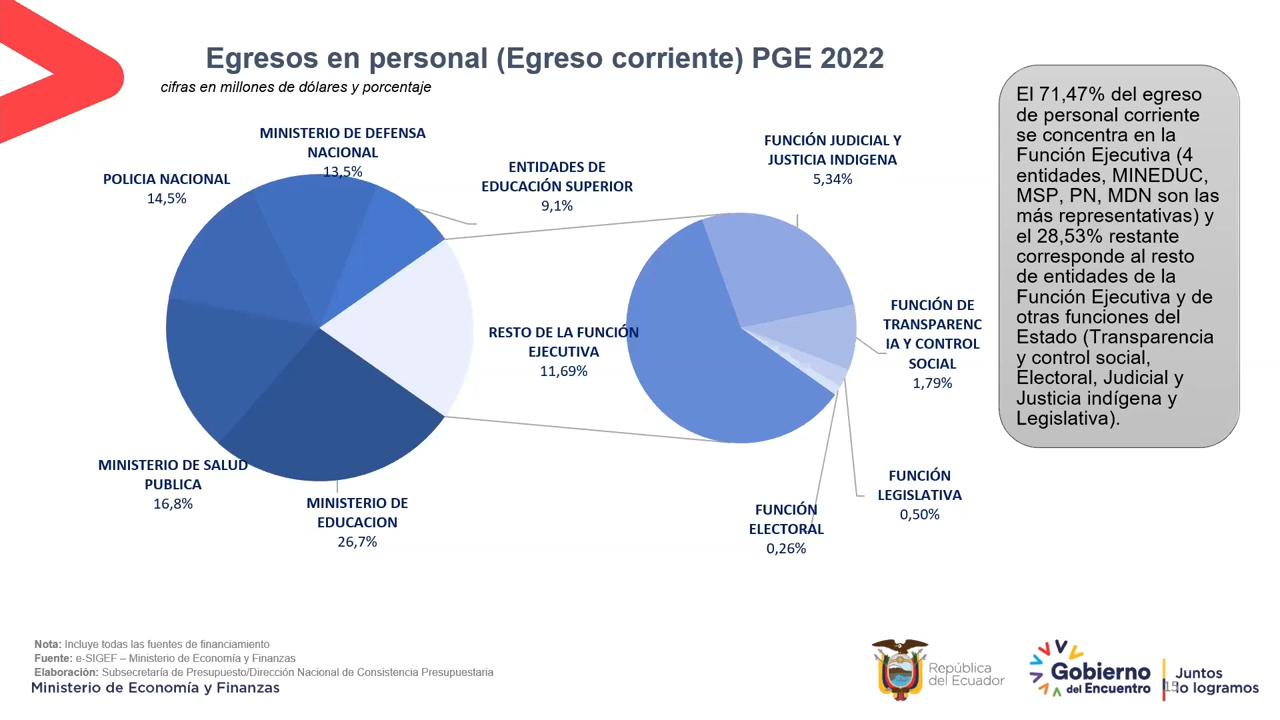 Egresos en personal (Egreso corriente) PGE 2022
cifras en millones de dólares y porcentaje
MINISTERIO DE DEFENSA
NACIONAL
13,5%
POLICIA NACIONAL
14,5%
ENTIDADES DE
EDUCACIÓN SUPERIOR
9,1%
RESTO DE LA FUNCIÓN
EJECUTIVA
11,69%
MINISTERIO DE SALUD
PUBLICA
16,8%
MINISTERIO DE
EDUCACION
26,7%
FUNCIÓN JUDICIAL Y
JUSTICIA INDIGENA
5,34%
FUNCIÓN DE
TRANSPARENC
IA Y CONTROL
SOCIAL
1,79%
FUNCIÓN
LEGISLATIVA
0,50%
FUNCIÓN
ELECTORAL
0,26%
El 71,47% del egreso
de personal corriente
se concentra en la
Función Ejecutiva (4
entidades, MINEDUC,
MSP, PN, MDN son las
más representativas) y
el 28,53% restante
corresponde al resto
de entidades de la
Función Ejecutiva y de
otras funciones del
Estado (Transparencia
y control social,
Electoral, Judicial y
Justicia indígena y
Legislativa).
Nota: Incluye todas las fuentes de financiamiento
Fuente: e-SIGEF – Ministerio de Economía y Finanzas
Elaboración: Subsecretaría de Presupuesto/Dirección Nacional de Consistencia Presupuestaria
Ministerio de Economía y Finanzas
República
del Ecuador
Gobierno
del Encuentro
Juntos
lo logramos